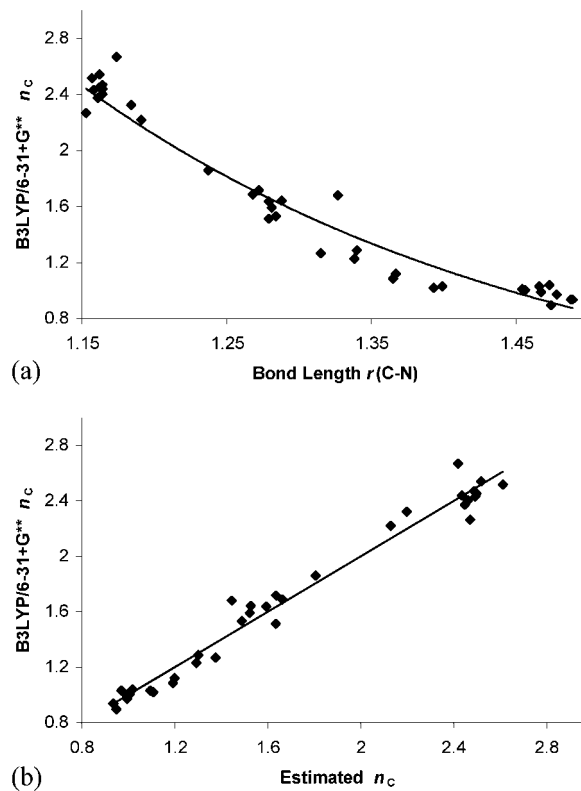 2.8
2.4
2
1.6
1.2
0.8
B3LYP/6-31+G** nC
1.15 1.25 1.35 1.45
Bond Length r (C-N)
(a)
2.8
2.4
2
1.6
1.2
0.8
B3LYP/6-31+G** nC
0.8 1.2 1.6 2 2.4 2.8
Estimated nC
(b)